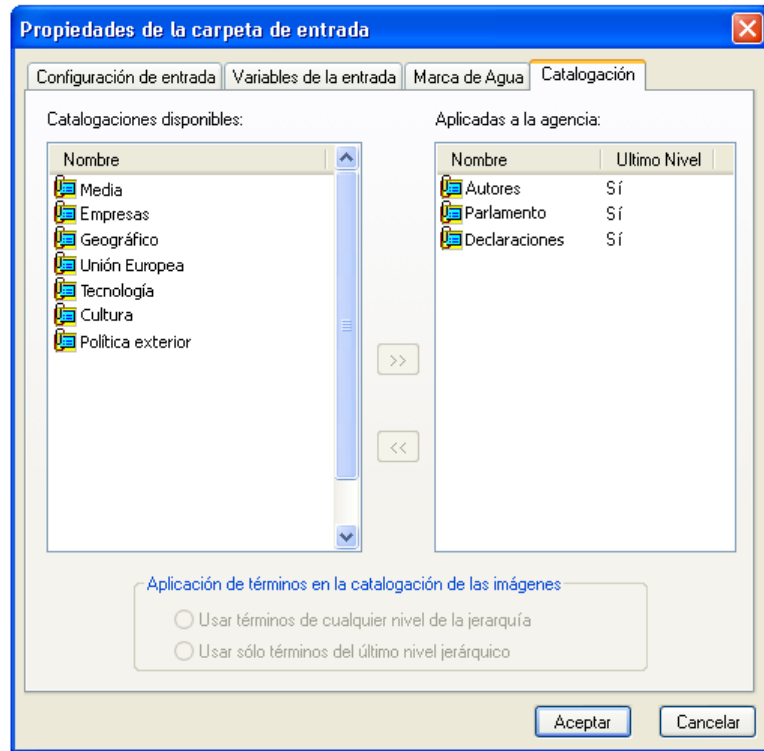 Propiedades de la carpeta de entrada
Configuración de entrada Variables de la entrada Marca de Agua Catalogación
Catalogaciones disponibles: Aplicadas a la agencia:
Nombre Nombre Ultimo Nivel
Media Autores Sí
Empresas Parlamento Sí
Geográfico Declaraciones Sí
Unión Europea
Tecnología
Cultura
Política exterior
>>
<<
Aplicación de términos en la catalogación de las imágenes
Usar términos de cualquier nivel de la jerarquía
Usar sólo términos del último nivel jerárquico
Aceptar Cancelar